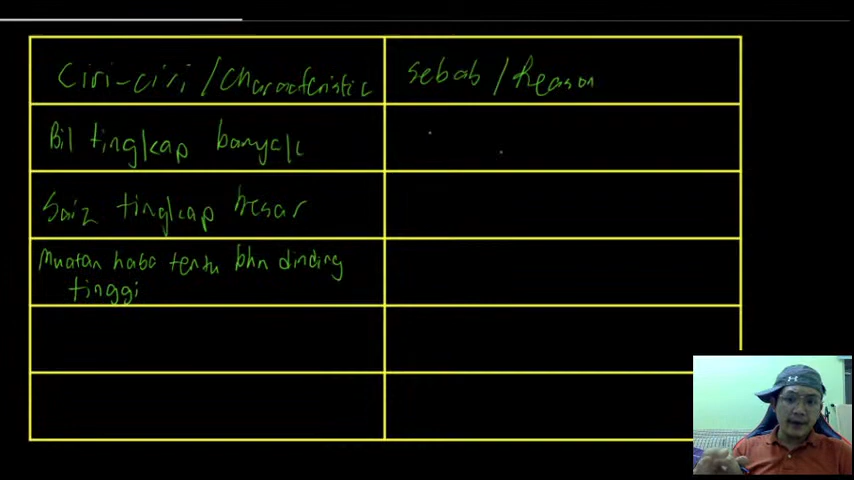 Ciri-ciri / Characteristic
Sebab / Reason
Bil tingkap banyak
Saiz tingkap besar
Muatan haba tentu bhn dinding
tinggi